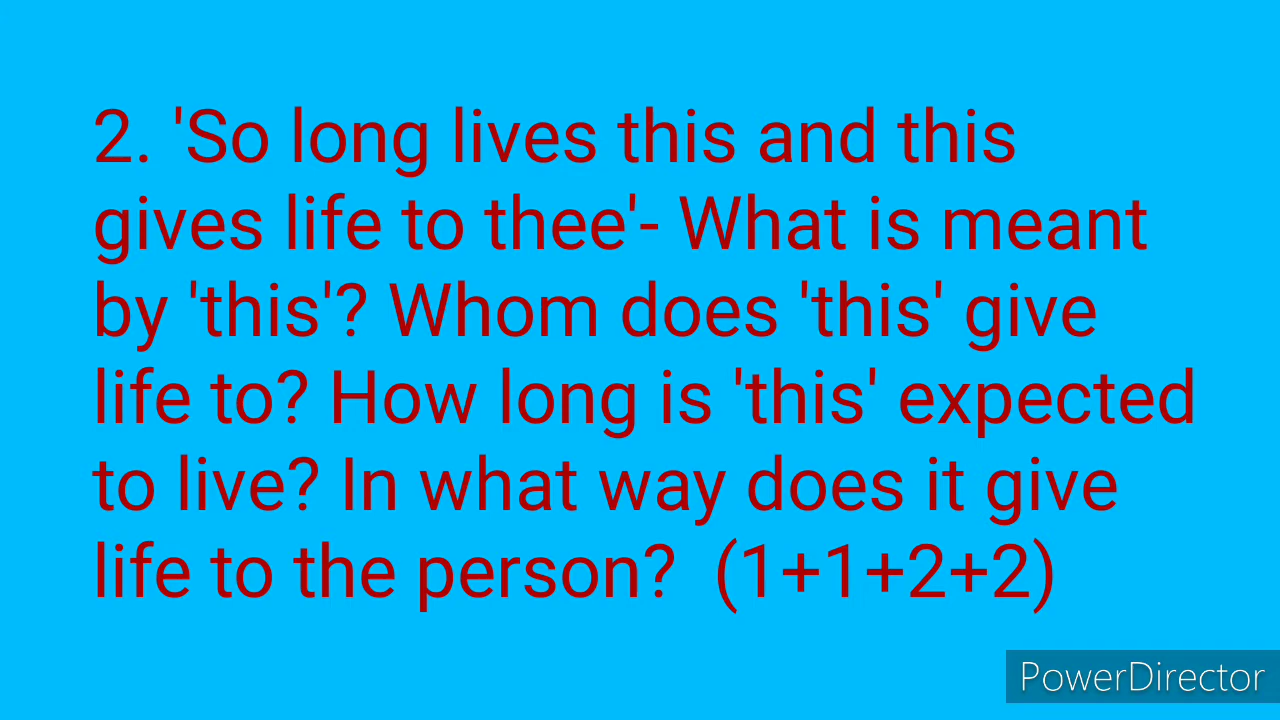 2. 'So long lives this and this
gives life to thee'- What is meant
by 'this'? Whom does 'this' give
life to? How long is 'this' expected
to live? In what way does it give
life to the person?  (1+1+2+2)
PowerDirector